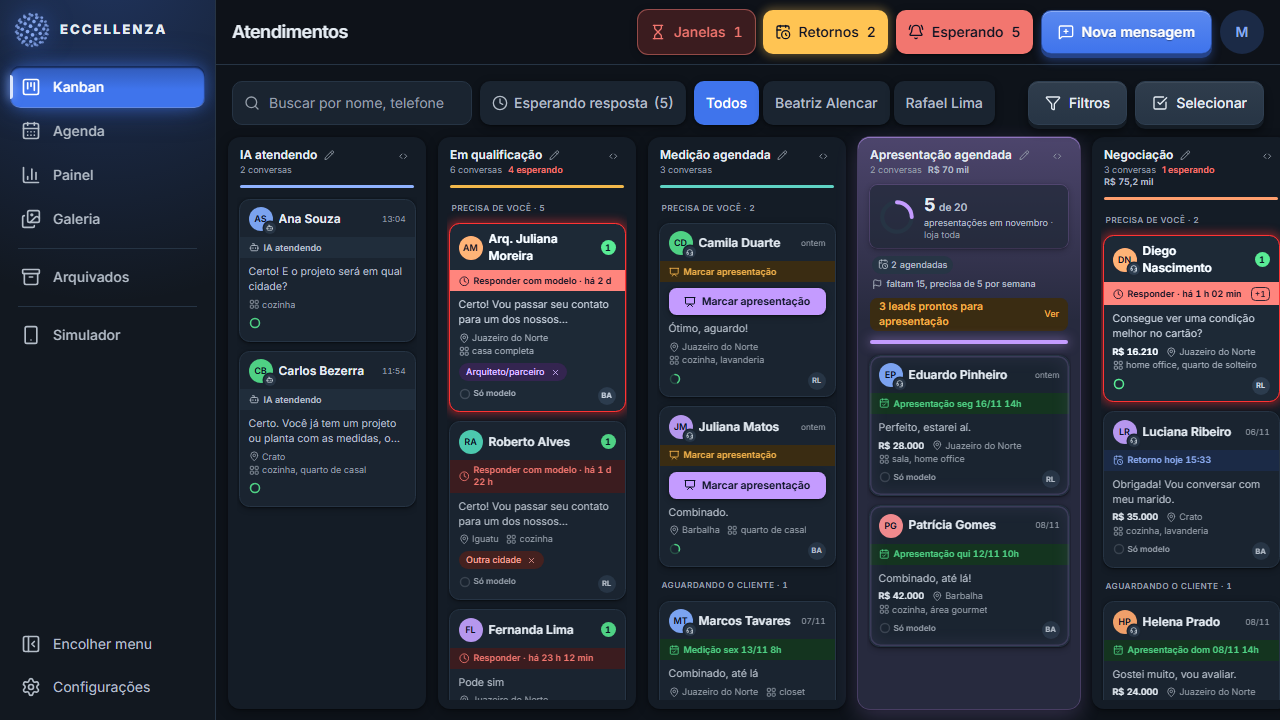 ECCELLENZA
Kanban
Agenda
Painel
Galeria
Arquivados
Simulador
Encolher menu
Configurações
Atendimentos
Janelas 1
Retornos 2
Esperando 5
Nova mensagem
M
Buscar por nome, telefone
Esperando resposta (5)
Todos
Beatriz Alencar
Rafael Lima
Filtros
Selecionar
IA atendendo
2 conversas
AS Ana Souza 13:04
IA atendendo
Certo! E o projeto será em qual
cidade?
cozinha
CB Carlos Bezerra 11:54
IA atendendo
Certo. Você já tem um projeto
ou planta com as medidas, o...
Crato
cozinha, quarto de casal
Em qualificação
6 conversas 4 esperando
PRECISA DE VOCÊ · 5
AM Arq. Juliana
Moreira 1
Responder com modelo · há 2 d
Certo! Vou passar seu contato
para um dos nossos...
Juazeiro do Norte
casa completa
Arquiteto/parceiro ×
Só modelo BA
RA Roberto Alves 1
Responder com modelo · há 1 d
22 h
Certo! Vou passar seu contato
para um dos nossos...
Iguatu cozinha
Outra cidade ×
Só modelo RL
FL Fernanda Lima 1
Responder · há 23 h 12 min
Pode sim
Juazeiro do Norte
Medição agendada
3 conversas
PRECISA DE VOCÊ · 2
CD Camila Duarte ontem
Marcar apresentação
Marcar apresentação
Ótimo, aguardo!
Juazeiro do Norte
cozinha, lavanderia
RL
JM Juliana Matos ontem
Marcar apresentação
Marcar apresentação
Combinado.
Barbalha quarto de casal
BA
AGUARDANDO O CLIENTE · 1
MT Marcos Tavares 07/11
Medição sex 13/11 8h
Combinado, até lá
Juazeiro do Norte closet
Apresentação agendada
2 conversas R$ 70 mil
5 de 20
apresentações em novembro ·
loja toda
2 agendadas
faltam 15, precisa de 5 por semana
3 leads prontos para
apresentação Ver
EP Eduardo Pinheiro ontem
Apresentação seg 16/11 14h
Perfeito, estarei aí.
R$ 28.000 Juazeiro do Norte
sala, home office
Só modelo RL
PG Patrícia Gomes 08/11
Apresentação qui 12/11 10h
Combinado, até lá!
R$ 42.000 Barbalha
cozinha, área gourmet
Só modelo BA
Negociação
3 conversas 1 esperando
R$ 75,2 mil
PRECISA DE VOCÊ · 2
DN Diego
Nascimento 1
Responder · há 1 h 02 min +1
Consegue ver uma condição
melhor no cartão?
R$ 16.210 Juazeiro do Norte
home office, quarto de solteiro
RL
LR Luciana Ribeiro 06/11
Retorno hoje 15:33
Obrigada! Vou conversar com
meu marido.
R$ 35.000 Crato
cozinha, lavanderia
Só modelo BA
AGUARDANDO O CLIENTE · 1
HP Helena Prado 08/11
Apresentação dom 08/11 14h
Gostei muito, vou avaliar.
R$ 24.000 Juazeiro do Norte